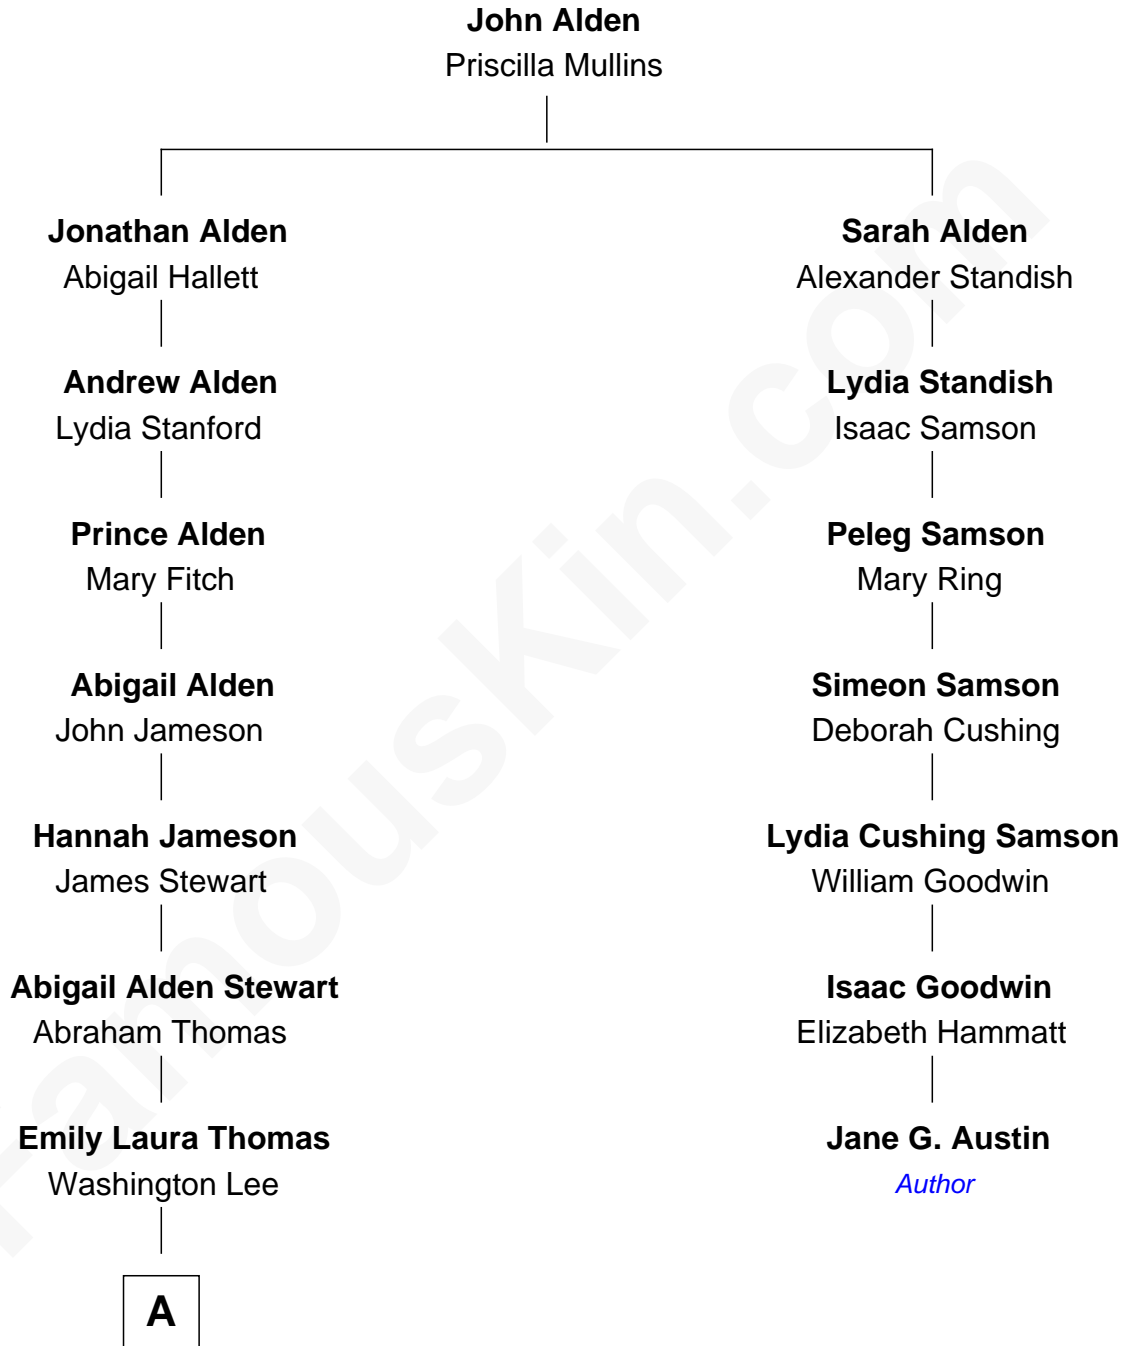 John Alden
Priscilla Mullins
Jonathan Alden
Abigail Hallett
Sarah Alden
Alexander Standish
Andrew Alden
Lydia Stanford
Lydia Standish
Isaac Samson
Prince Alden
Mary Fitch
Peleg Samson
Mary Ring
Abigail Alden
John Jameson
Simeon Samson
Deborah Cushing
Hannah Jameson
James Stewart
Lydia Cushing Samson
William Goodwin
Abigail Alden Stewart
Abraham Thomas
Isaac Goodwin
Elizabeth Hammatt
Emily Laura Thomas
Washington Lee
Jane G. Austin
Author
A
FamousKin.com